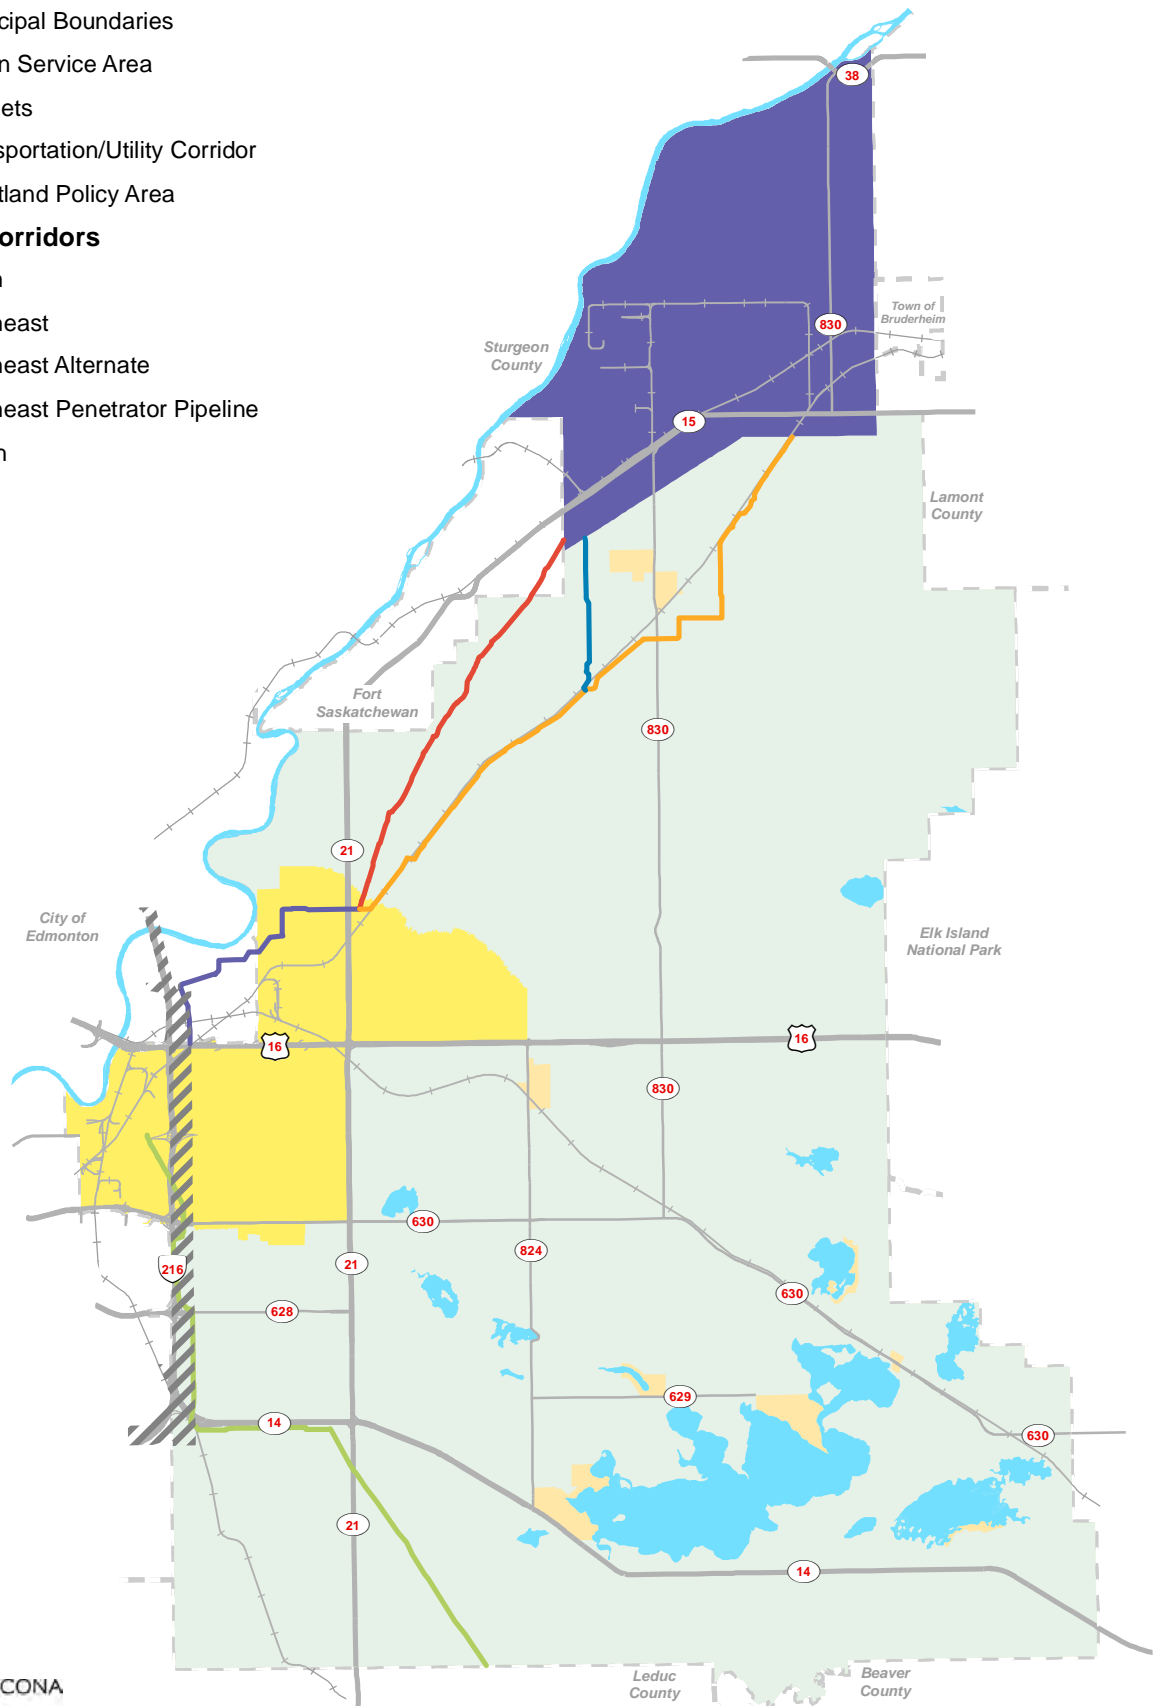 cipal Boundaries
n Service Area
ets
sportation/Utility Corridor
tland Policy Area
orridors
n
heast
heast Alternate
heast Penetrator Pipeline
n
38
Town of
Bruderheim
830
Sturgeon
County
15
Lamont
County
Fort
Saskatchewan
830
21
City of
Edmonton
Elk Island
National Park
16
16
830
630
824
216
21
630
628
629
14
630
21
14
Leduc
County
Beaver
County
CONA